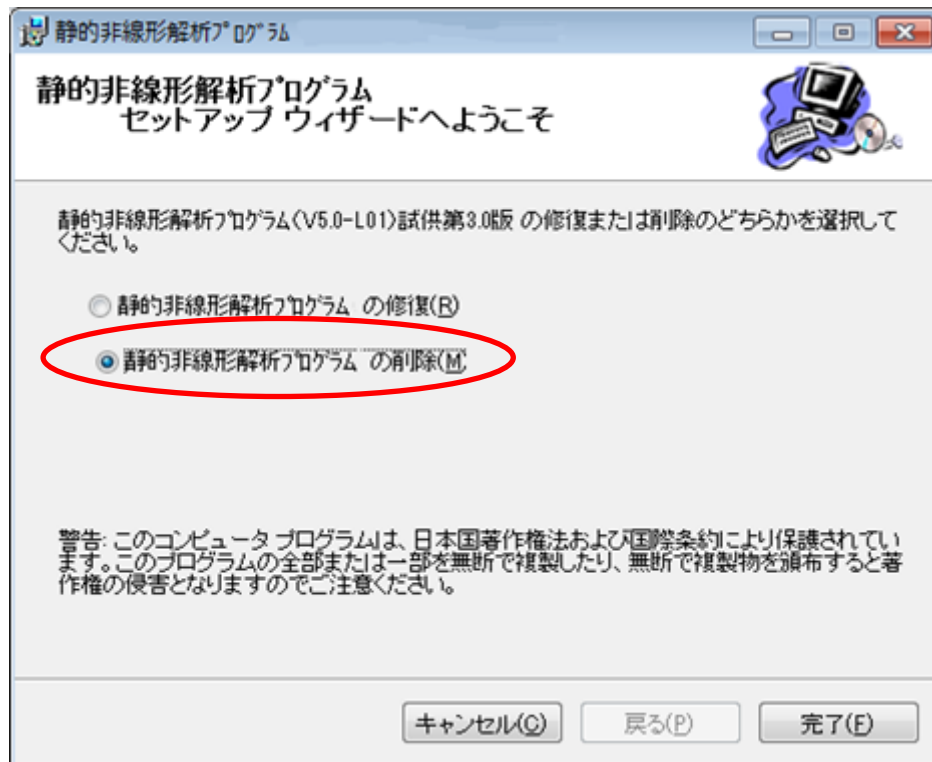 静的非線形解析ﾌﾟﾛｸﾞﾗﾑ
静的非線形解析ﾌﾟﾛｸﾞﾗﾑ
セットアップ ウィザードへようこそ
静的非線形解析ﾌﾟﾛｸﾞﾗﾑ(V5.0-L01)試供第3.0版 の修復または削除のどちらかを選択して
ください。
静的非線形解析ﾌﾟﾛｸﾞﾗﾑ の修復(R)
静的非線形解析ﾌﾟﾛｸﾞﾗﾑ の削除(M)
警告: このコンピュータ プログラムは、日本国著作権法および国際条約により保護されてい
ます。このプログラムの全部または一部を無断で複製したり、無断で複製物を頒布すると著
作権の侵害となりますのでご注意ください。
キャンセル(C)
戻る(P)
完了(F)